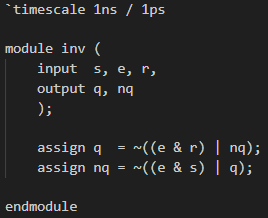 `timescale 1ns / 1ps

module inv (
    input  s, e, r,
    output q, nq
    );

    assign q  = ~((e & r) | nq);
    assign nq = ~((e & s) | q);

endmodule